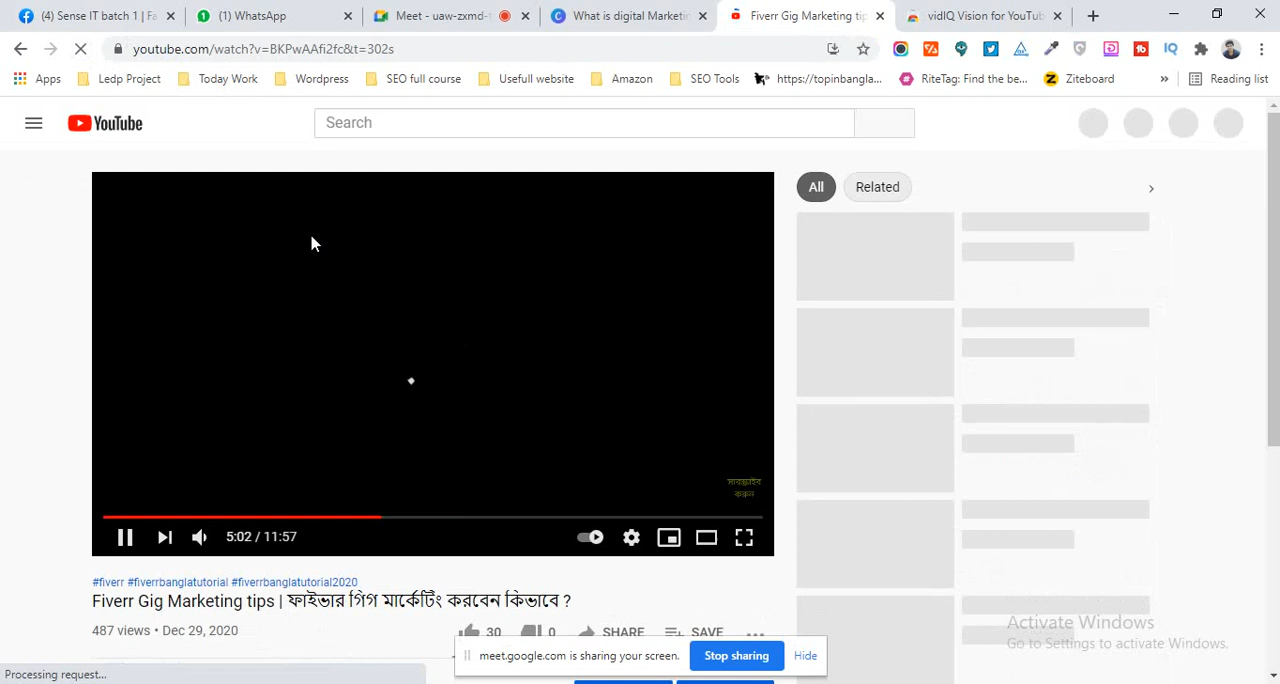 (4) Sense IT batch 1 | Fa
(1) WhatsApp
Meet - uaw-zxmd-
What is digital Marketin
Fiverr Gig Marketing tip
vidIQ Vision for YouTub
youtube.com/watch?v=BKPwAAfi2fc&t=302s
Apps
Ledp Project
Today Work
Wordpress
SEO full course
Usefull website
Amazon
SEO Tools
https://topinbangla...
RiteTag: Find the be...
Ziteboard
»
Reading list
YouTube
Search
All
Related
সাবস্ক্রাইব
করুন
5:02 / 11:57
#fiverr #fiverrbanglatutorial #fiverrbanglatutorial2020
Fiverr Gig Marketing tips | ফাইভার গিগ মার্কেটিং করবেন কিভাবে ?
487 views • Dec 29, 2020
30
0
SHARE
SAVE
meet.google.com is sharing your screen.
Stop sharing
Hide
Activate Windows
Go to Settings to activate Windows.
Processing request...